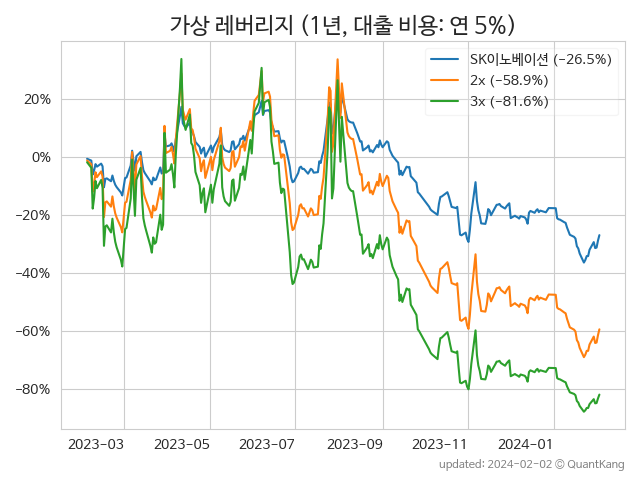 가상 레버리지 (1년, 대출 비용: 연 5%)
SK이노베이션 (−26.5%)
2x (−58.9%)
3x (−81.6%)
20%
0%
−20%
−40%
−60%
−80%
2023-03 2023-05 2023-07 2023-09 2023-11 2024-01
updated: 2024-02-02 © QuantKang